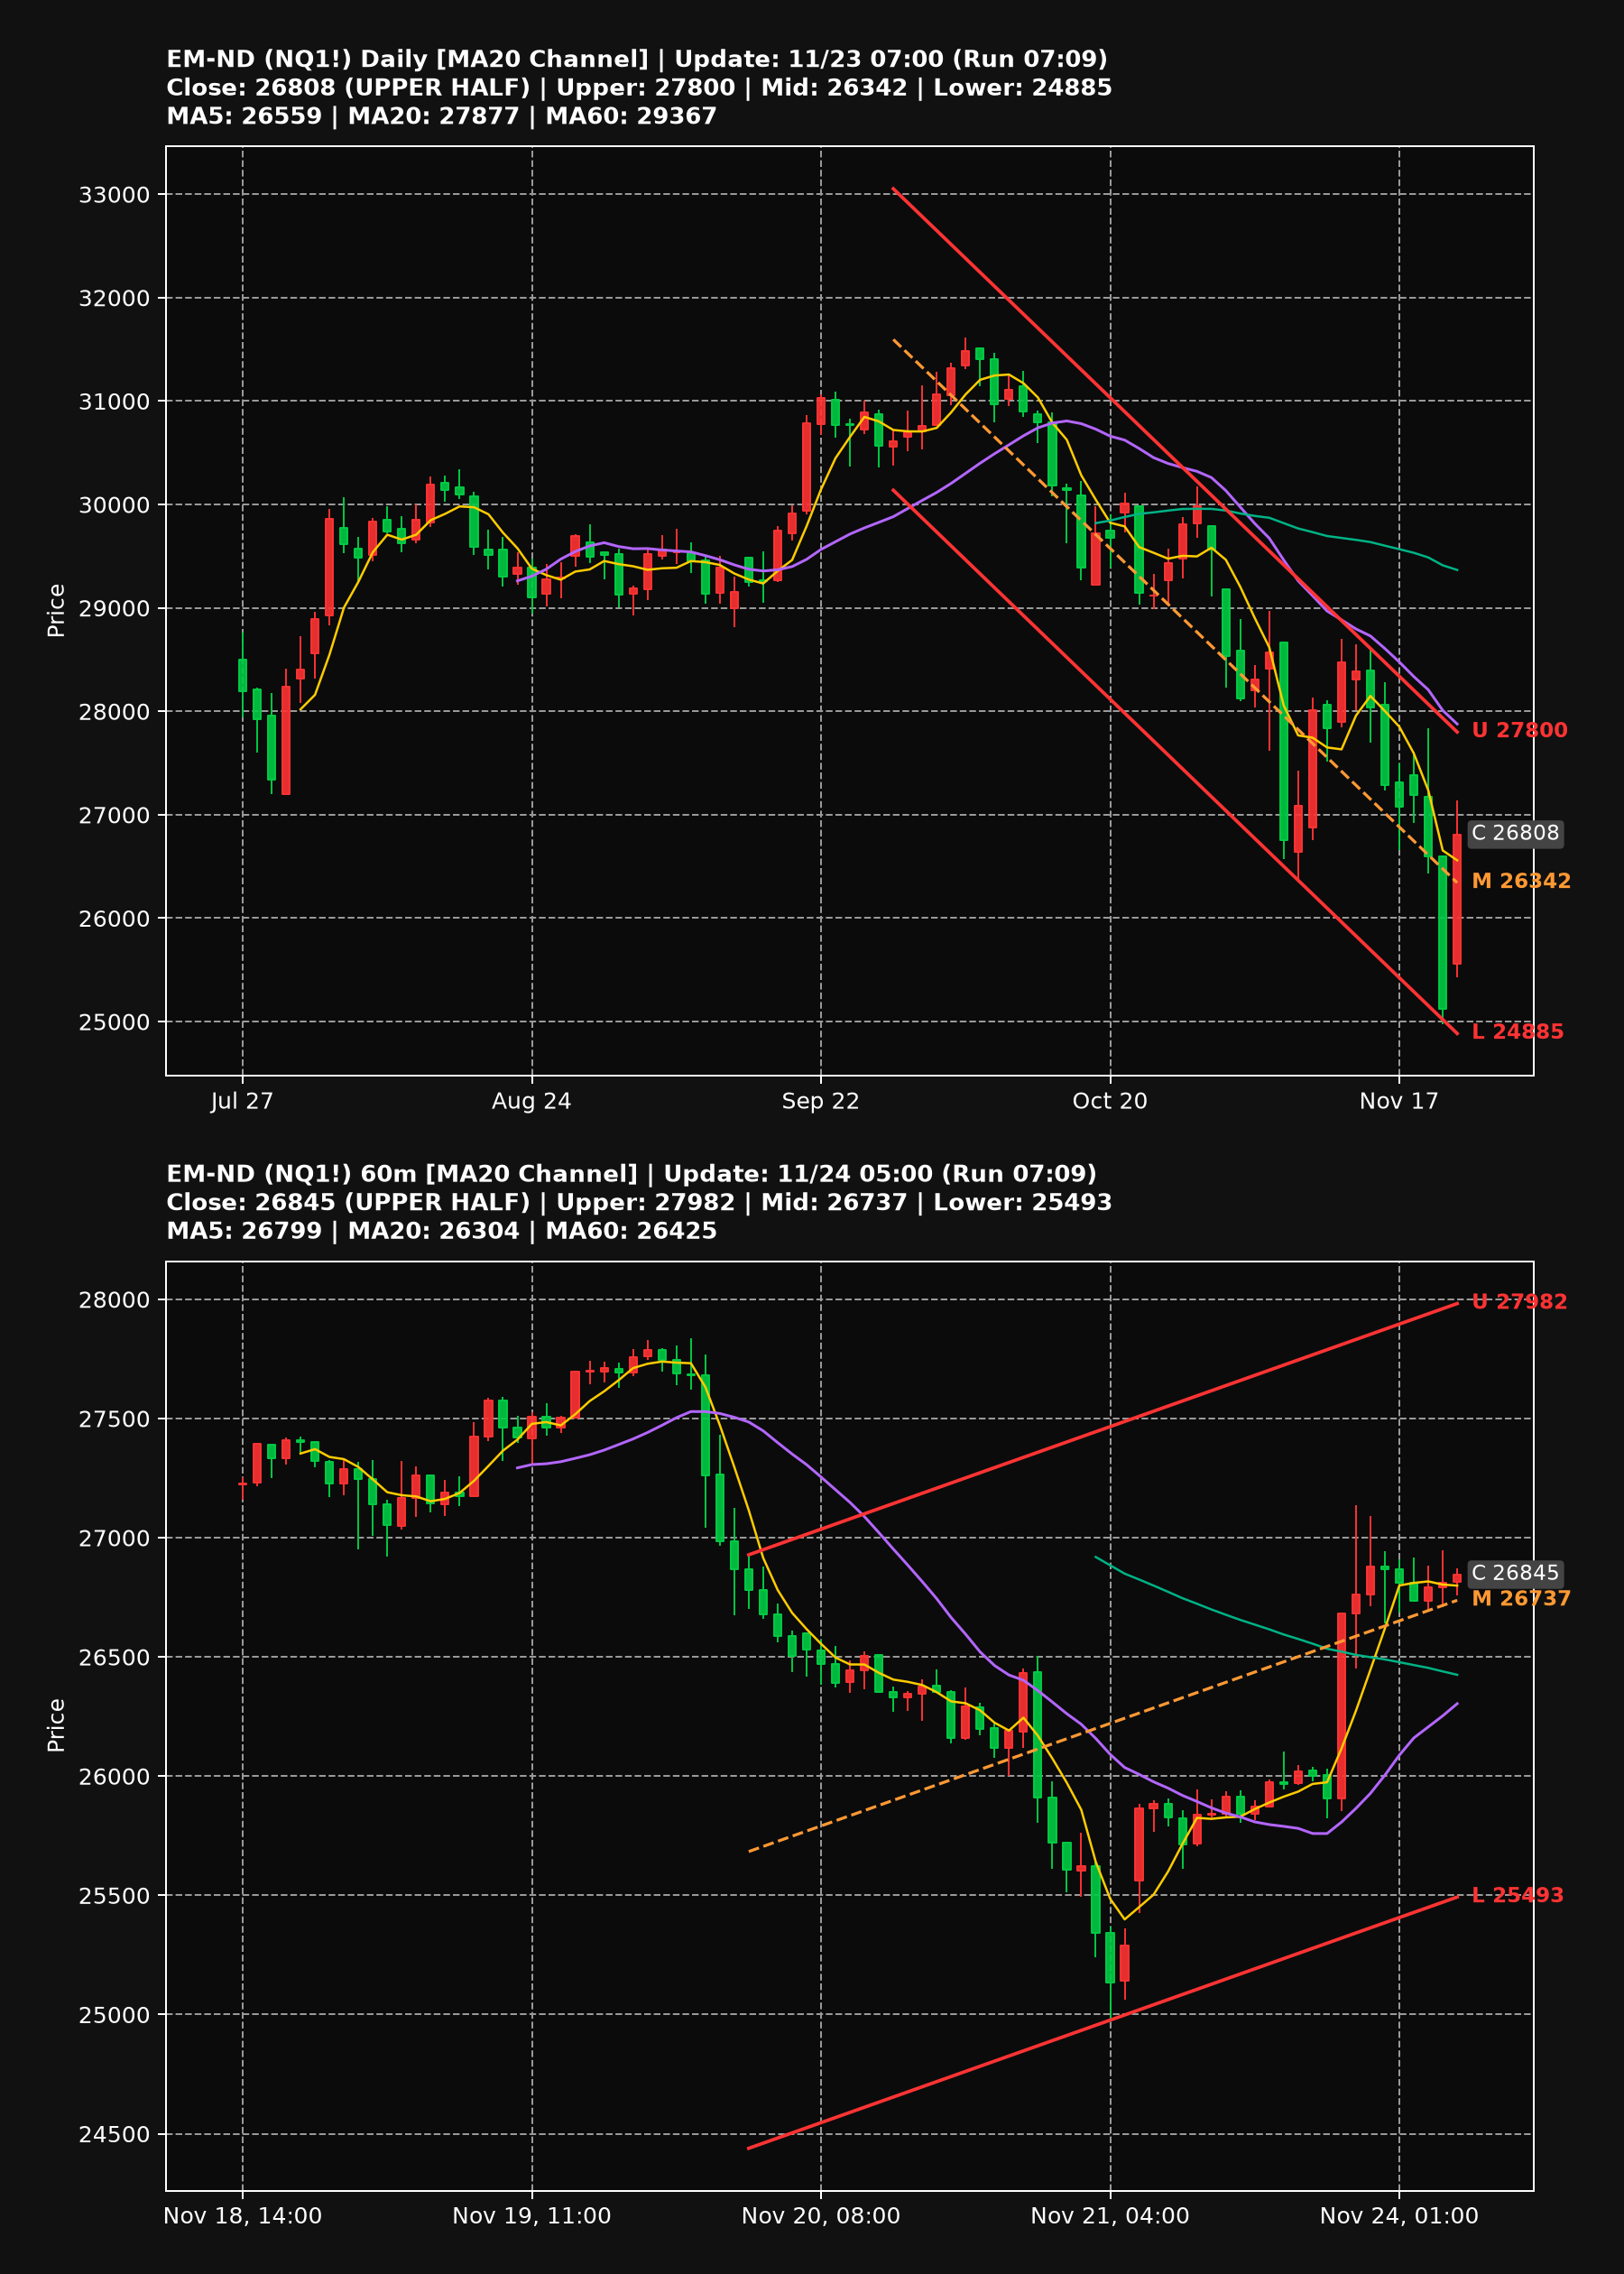 EM-ND (NQ1!) Daily [MA20 Channel] | Update: 11/23 07:00 (Run 07:09)
Close: 26808 (UPPER HALF) | Upper: 27800 | Mid: 26342 | Lower: 24885
MA5: 26559 | MA20: 27877 | MA60: 29367
33000
32000
31000
30000
29000
28000
27000
26000
25000
Price
U 27800
C 26808
M 26342
L 24885
Jul 27
Aug 24
Sep 22
Oct 20
Nov 17
EM-ND (NQ1!) 60m [MA20 Channel] | Update: 11/24 05:00 (Run 07:09)
Close: 26845 (UPPER HALF) | Upper: 27982 | Mid: 26737 | Lower: 25493
MA5: 26799 | MA20: 26304 | MA60: 26425
28000
27500
27000
26500
26000
25500
25000
24500
Price
U 27982
C 26845
M 26737
L 25493
Nov 18, 14:00
Nov 19, 11:00
Nov 20, 08:00
Nov 21, 04:00
Nov 24, 01:00